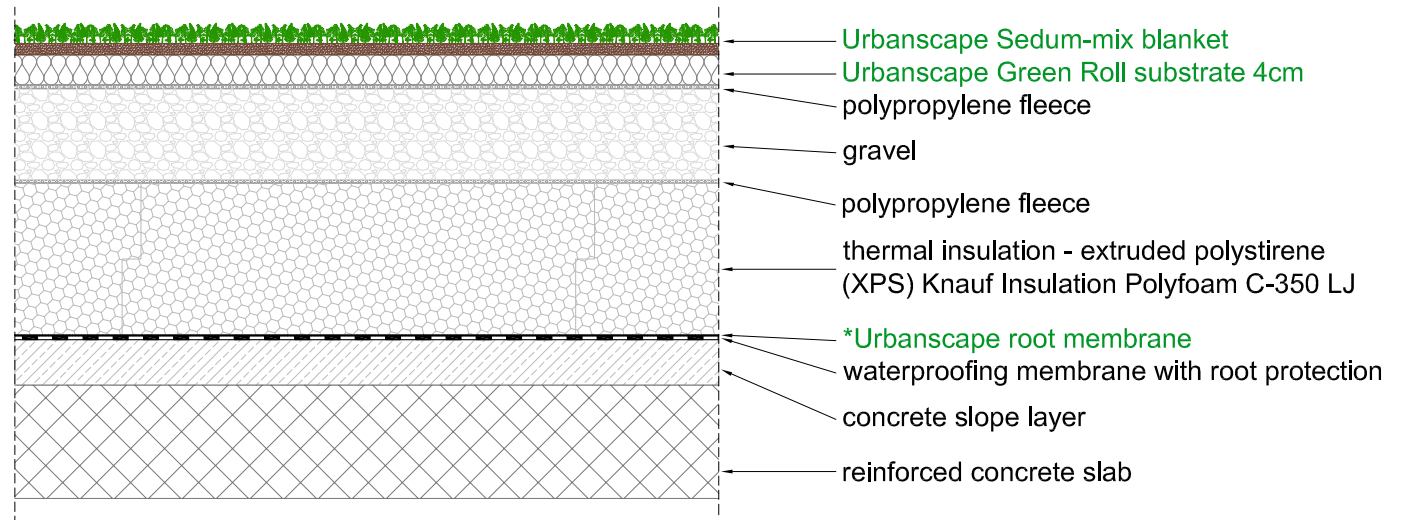 Urbanscape Sedum-mix blanket
Urbanscape Green Roll substrate 4cm
polypropylene fleece
gravel
polypropylene fleece
thermal insulation - extruded polystirene
(XPS) Knauf Insulation Polyfoam C-350 LJ
*Urbanscape root membrane
waterproofing membrane with root protection
concrete slope layer
reinforced concrete slab